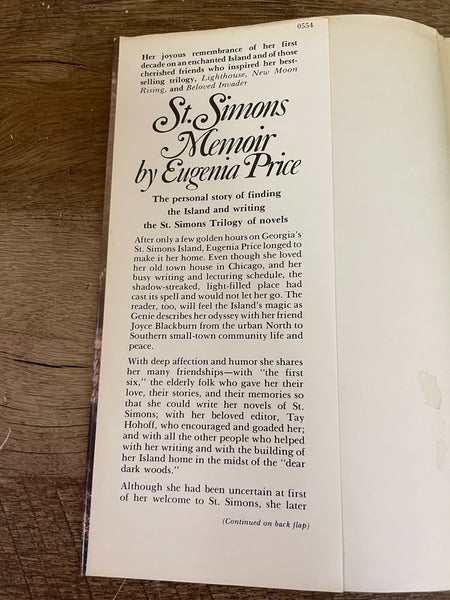 0554
Her joyous remembrance of her first
decade on an enchanted Island and of those
cherished friends who inspired her best-
selling trilogy, Lighthouse, New Moon
Rising, and Beloved Invader
St. Simons
Memoir
by Eugenia Price
The personal story of finding
the Island and writing
the St. Simons Trilogy of novels
After only a few golden hours on Georgia's
St. Simons Island, Eugenia Price longed to
make it her home. Even though she loved
her old town house in Chicago, and her
busy writing and lecturing schedule, the
shadow-streaked, light-filled place had
cast its spell and would not let her go. The
reader, too, will feel the Island's magic as
Genie describes her odyssey with her friend
Joyce Blackburn from the urban North to
Southern small-town community life and
peace.
With deep affection and humor she shares
her many friendships—with "the first
six," the elderly folk who gave her their
love, their stories, and their memories so
that she could write her novels of St.
Simons; with her beloved editor, Tay
Hohoff, who encouraged and goaded her;
and with all the other people who helped
with her writing and with the building of
her Island home in the midst of the "dear
dark woods."
Although she had been uncertain at first
of her welcome to St. Simons, she later
(Continued on back flap)